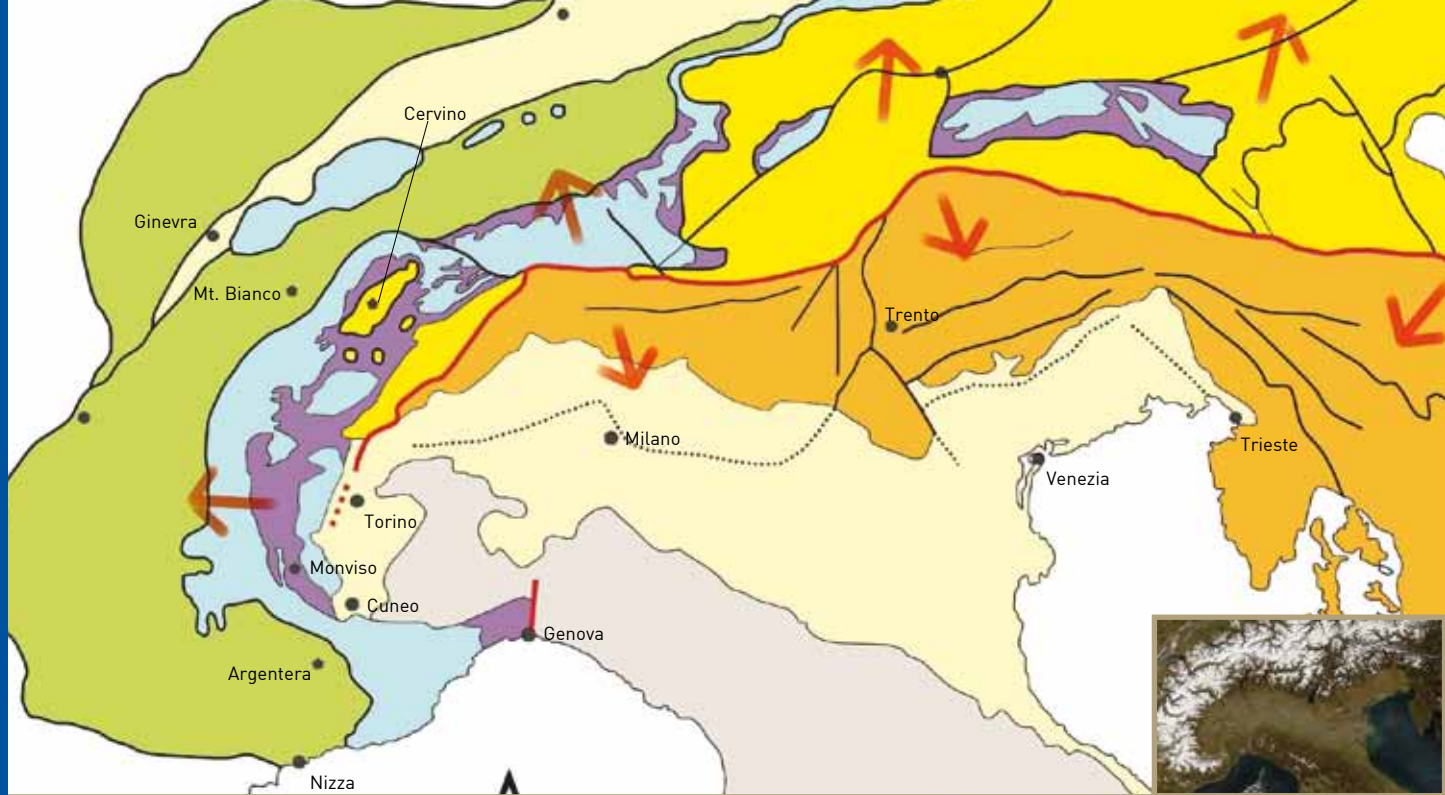 Cervino
Ginevra
Mt. Bianco
Trento
Milano
Trieste
Venezia
Torino
Monviso
Cuneo
Genova
Argentera
Nizza